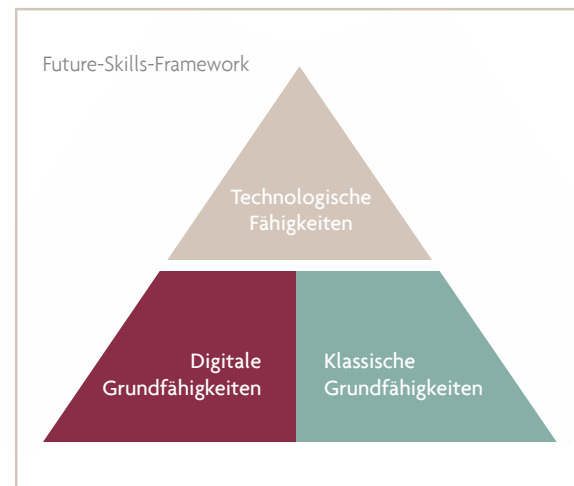 Future-Skills-Framework
Technologische
Fähigkeiten
Digitale
Grundfähigkeiten
Klassische
Grundfähigkeiten